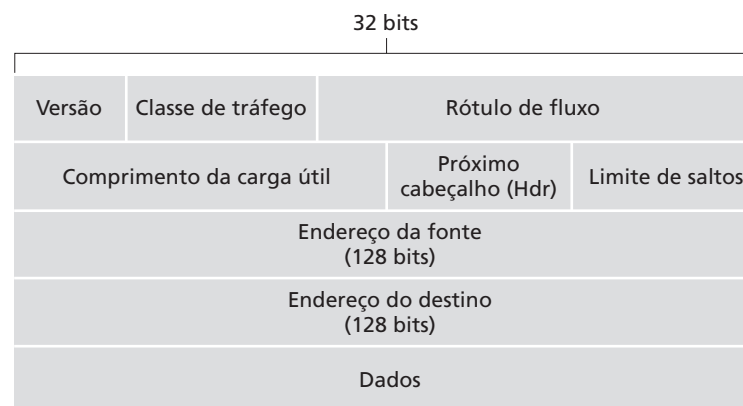 32 bits
Versão
Classe de tráfego
Rótulo de fluxo
Comprimento da carga útil
Próximo
cabeçalho (Hdr)
Limite de saltos
Endereço da fonte
(128 bits)
Endereço do destino
(128 bits)
Dados